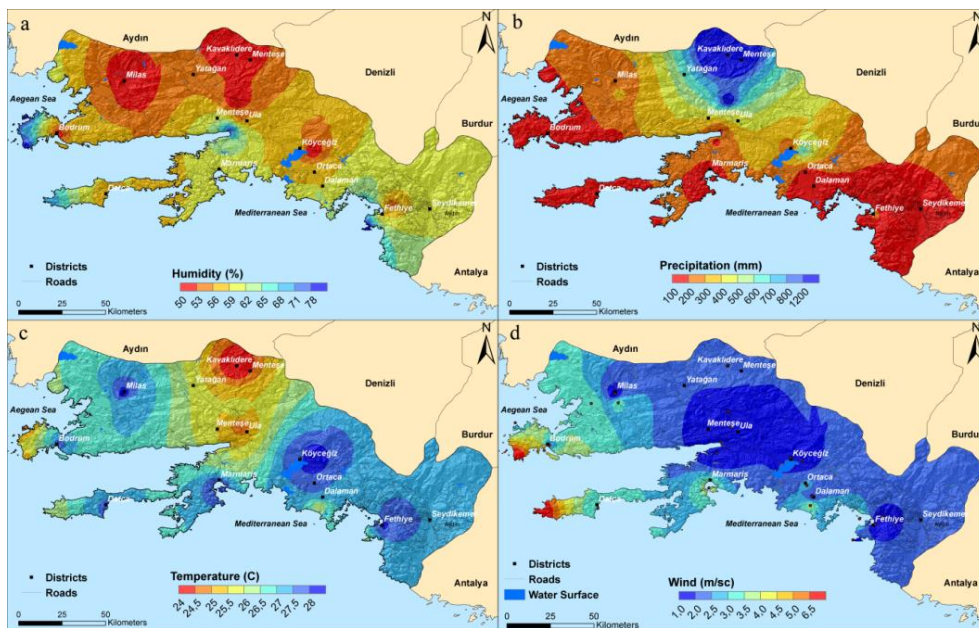 a
N
Aydın
Kavaklıdere
Menteşe
Denizli
Milas
Yatağan
Aegean Sea
Menteşe
Ula
Burdur
Bodrum
Köyceğiz
Marmaris
Ortaca
Dalaman
Mediterranean Sea
Fethiye
Seydikemer
Districts
Roads
Humidity (%)
50 53 56 59 62 65 68 71 78
Antalya
0 25 50
Kilometers
b
N
Aydın
Kavaklıdere
Menteşe
Denizli
Milas
Yatağan
Aegean Sea
Menteşe
Ula
Burdur
Bodrum
Köyceğiz
Marmaris
Ortaca
Dalaman
Mediterranean Sea
Fethiye
Seydikemer
Districts
Roads
Precipitation (mm)
100 200 300 400 500 600 700 800 1200
Antalya
0 25 50
Kilometers
c
N
Aydın
Kavaklıdere
Menteşe
Denizli
Milas
Yatağan
Aegean Sea
Menteşe
Ula
Burdur
Bodrum
Köyceğiz
Marmaris
Ortaca
Dalaman
Mediterranean Sea
Fethiye
Seydikemer
Districts
Roads
Temperature (C)
24 24,5 25 25,5 26 26,5 27 27,5 28
Antalya
0 25 50
Kilometers
d
N
Aydın
Kavaklıdere
Menteşe
Denizli
Milas
Yatağan
Aegean Sea
Menteşe
Ula
Burdur
Bodrum
Köyceğiz
Marmaris
Ortaca
Dalaman
Mediterranean Sea
Fethiye
Seydikemer
Districts
Roads
Water Surface
Wind (m/sc)
1,0 2,0 2,5 3,0 3,5 4,0 4,5 5,0 6,5
Antalya
0 25 50
Kilometers